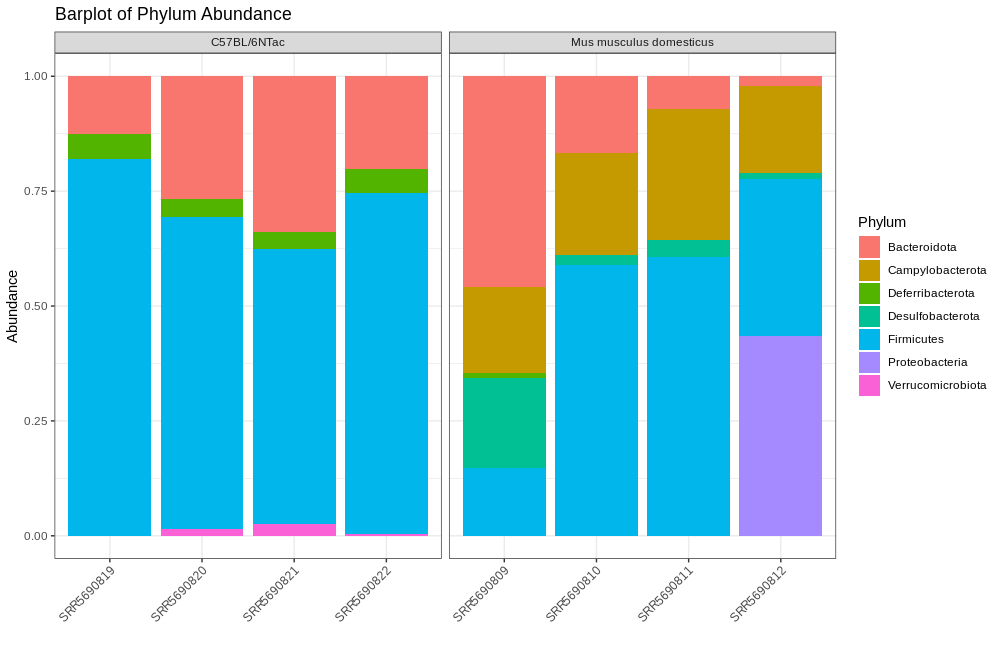 Barplot of Phylum Abundance
C57BL/6NTac
Mus musculus domesticus
Abundance
1.00
0.75
0.50
0.25
0.00
SRR5690819
SRR5690820
SRR5690821
SRR5690822
SRR5690809
SRR5690810
SRR5690811
SRR5690812
Phylum
Bacteroidota
Campylobacterota
Deferribacterota
Desulfobacterota
Firmicutes
Proteobacteria
Verrucomicrobiota